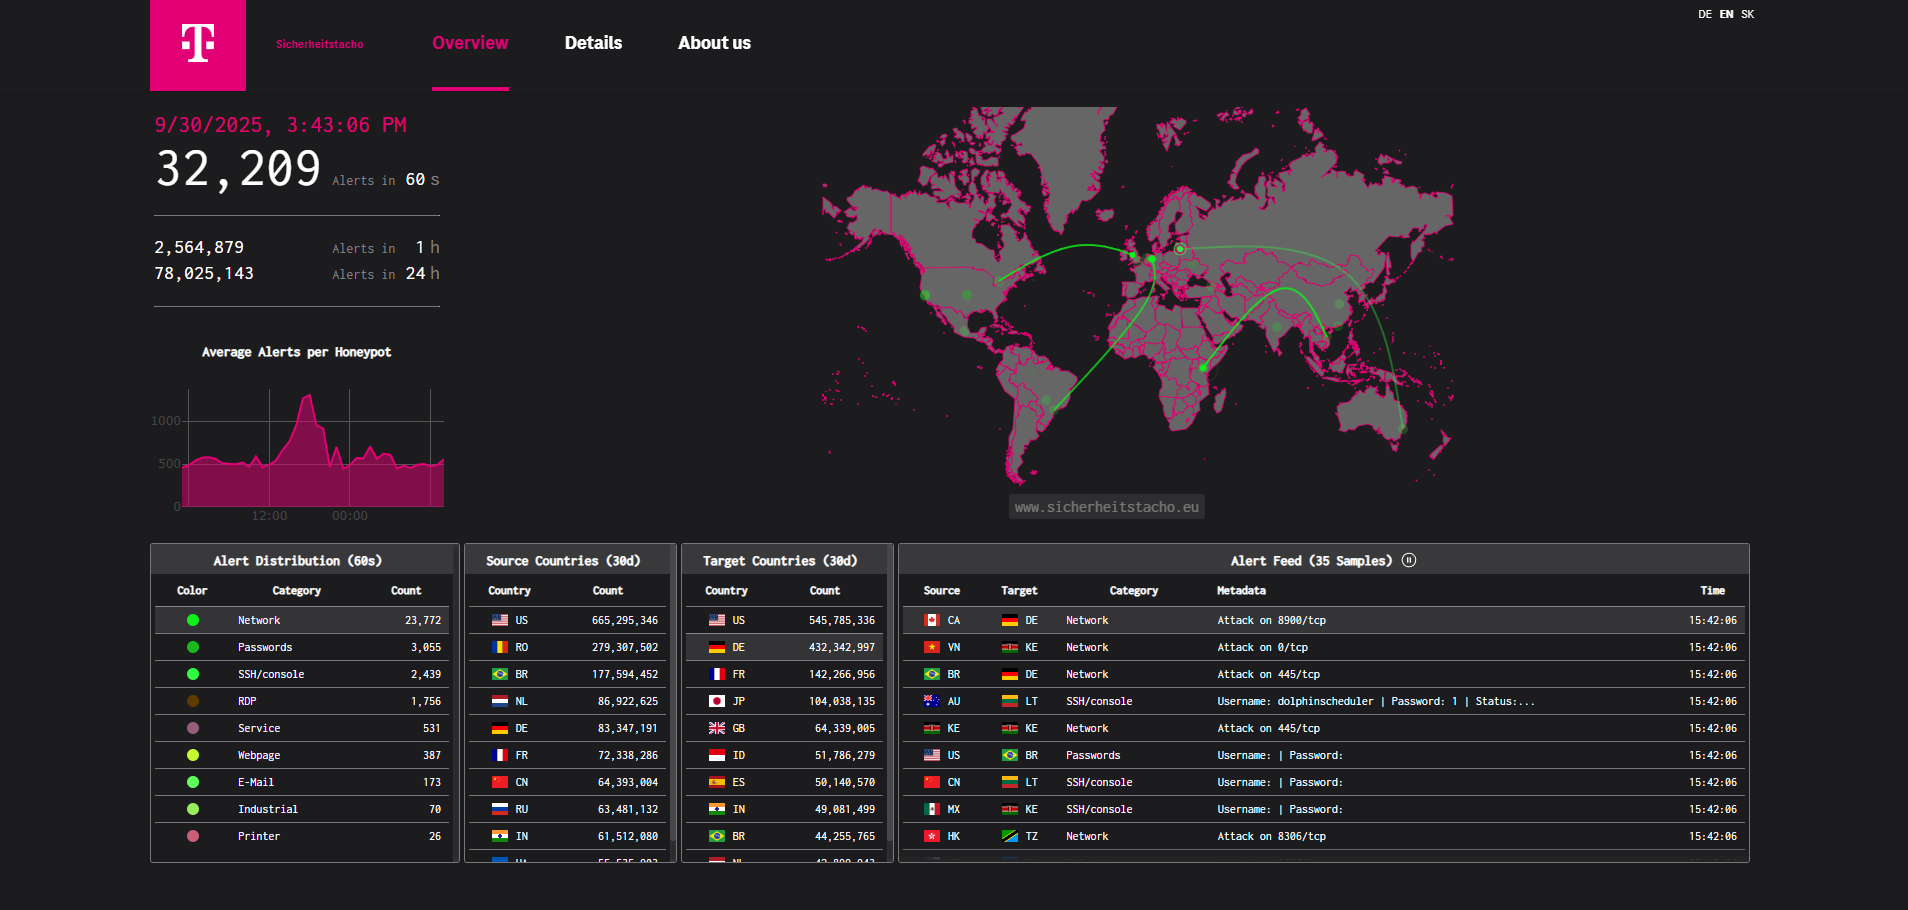 DE EN SK
T
Sicherheitstacho
Overview
Details
About us
9/30/2025, 3:43:06 PM
32,209 Alerts in 60 s
2,564,879 Alerts in 1 h
78,025,143 Alerts in 24 h
Average Alerts per Honeypot
1000
500
0
12:00 00:00
www.sicherheitstacho.eu
Alert Distribution (60s)
Color Category Count
Network 23,772
Passwords 3,055
SSH/console 2,439
RDP 1,756
Service 531
Webpage 387
E-Mail 173
Industrial 70
Printer 26
Source Countries (30d)
Country Count
US 665,295,346
RO 279,307,502
BR 177,594,452
NL 86,922,625
DE 83,347,191
FR 72,338,286
CN 64,393,004
RU 63,481,132
IN 61,512,080
Target Countries (30d)
Country Count
US 545,785,336
DE 432,342,997
FR 142,266,956
JP 104,038,135
GB 64,339,005
ID 51,786,279
ES 50,140,570
IN 49,081,499
BR 44,255,765
Alert Feed (35 Samples)
Source Target Category Metadata Time
CA DE Network Attack on 8900/tcp 15:42:06
VN KE Network Attack on 0/tcp 15:42:06
BR DE Network Attack on 445/tcp 15:42:06
AU LT SSH/console Username: dolphinscheduler | Password: 1 | Status:... 15:42:06
KE KE Network Attack on 445/tcp 15:42:06
US BR Passwords Username: | Password: 15:42:06
CN LT SSH/console Username: | Password: 15:42:06
MX KE SSH/console Username: | Password: 15:42:06
HK TZ Network Attack on 8306/tcp 15:42:06